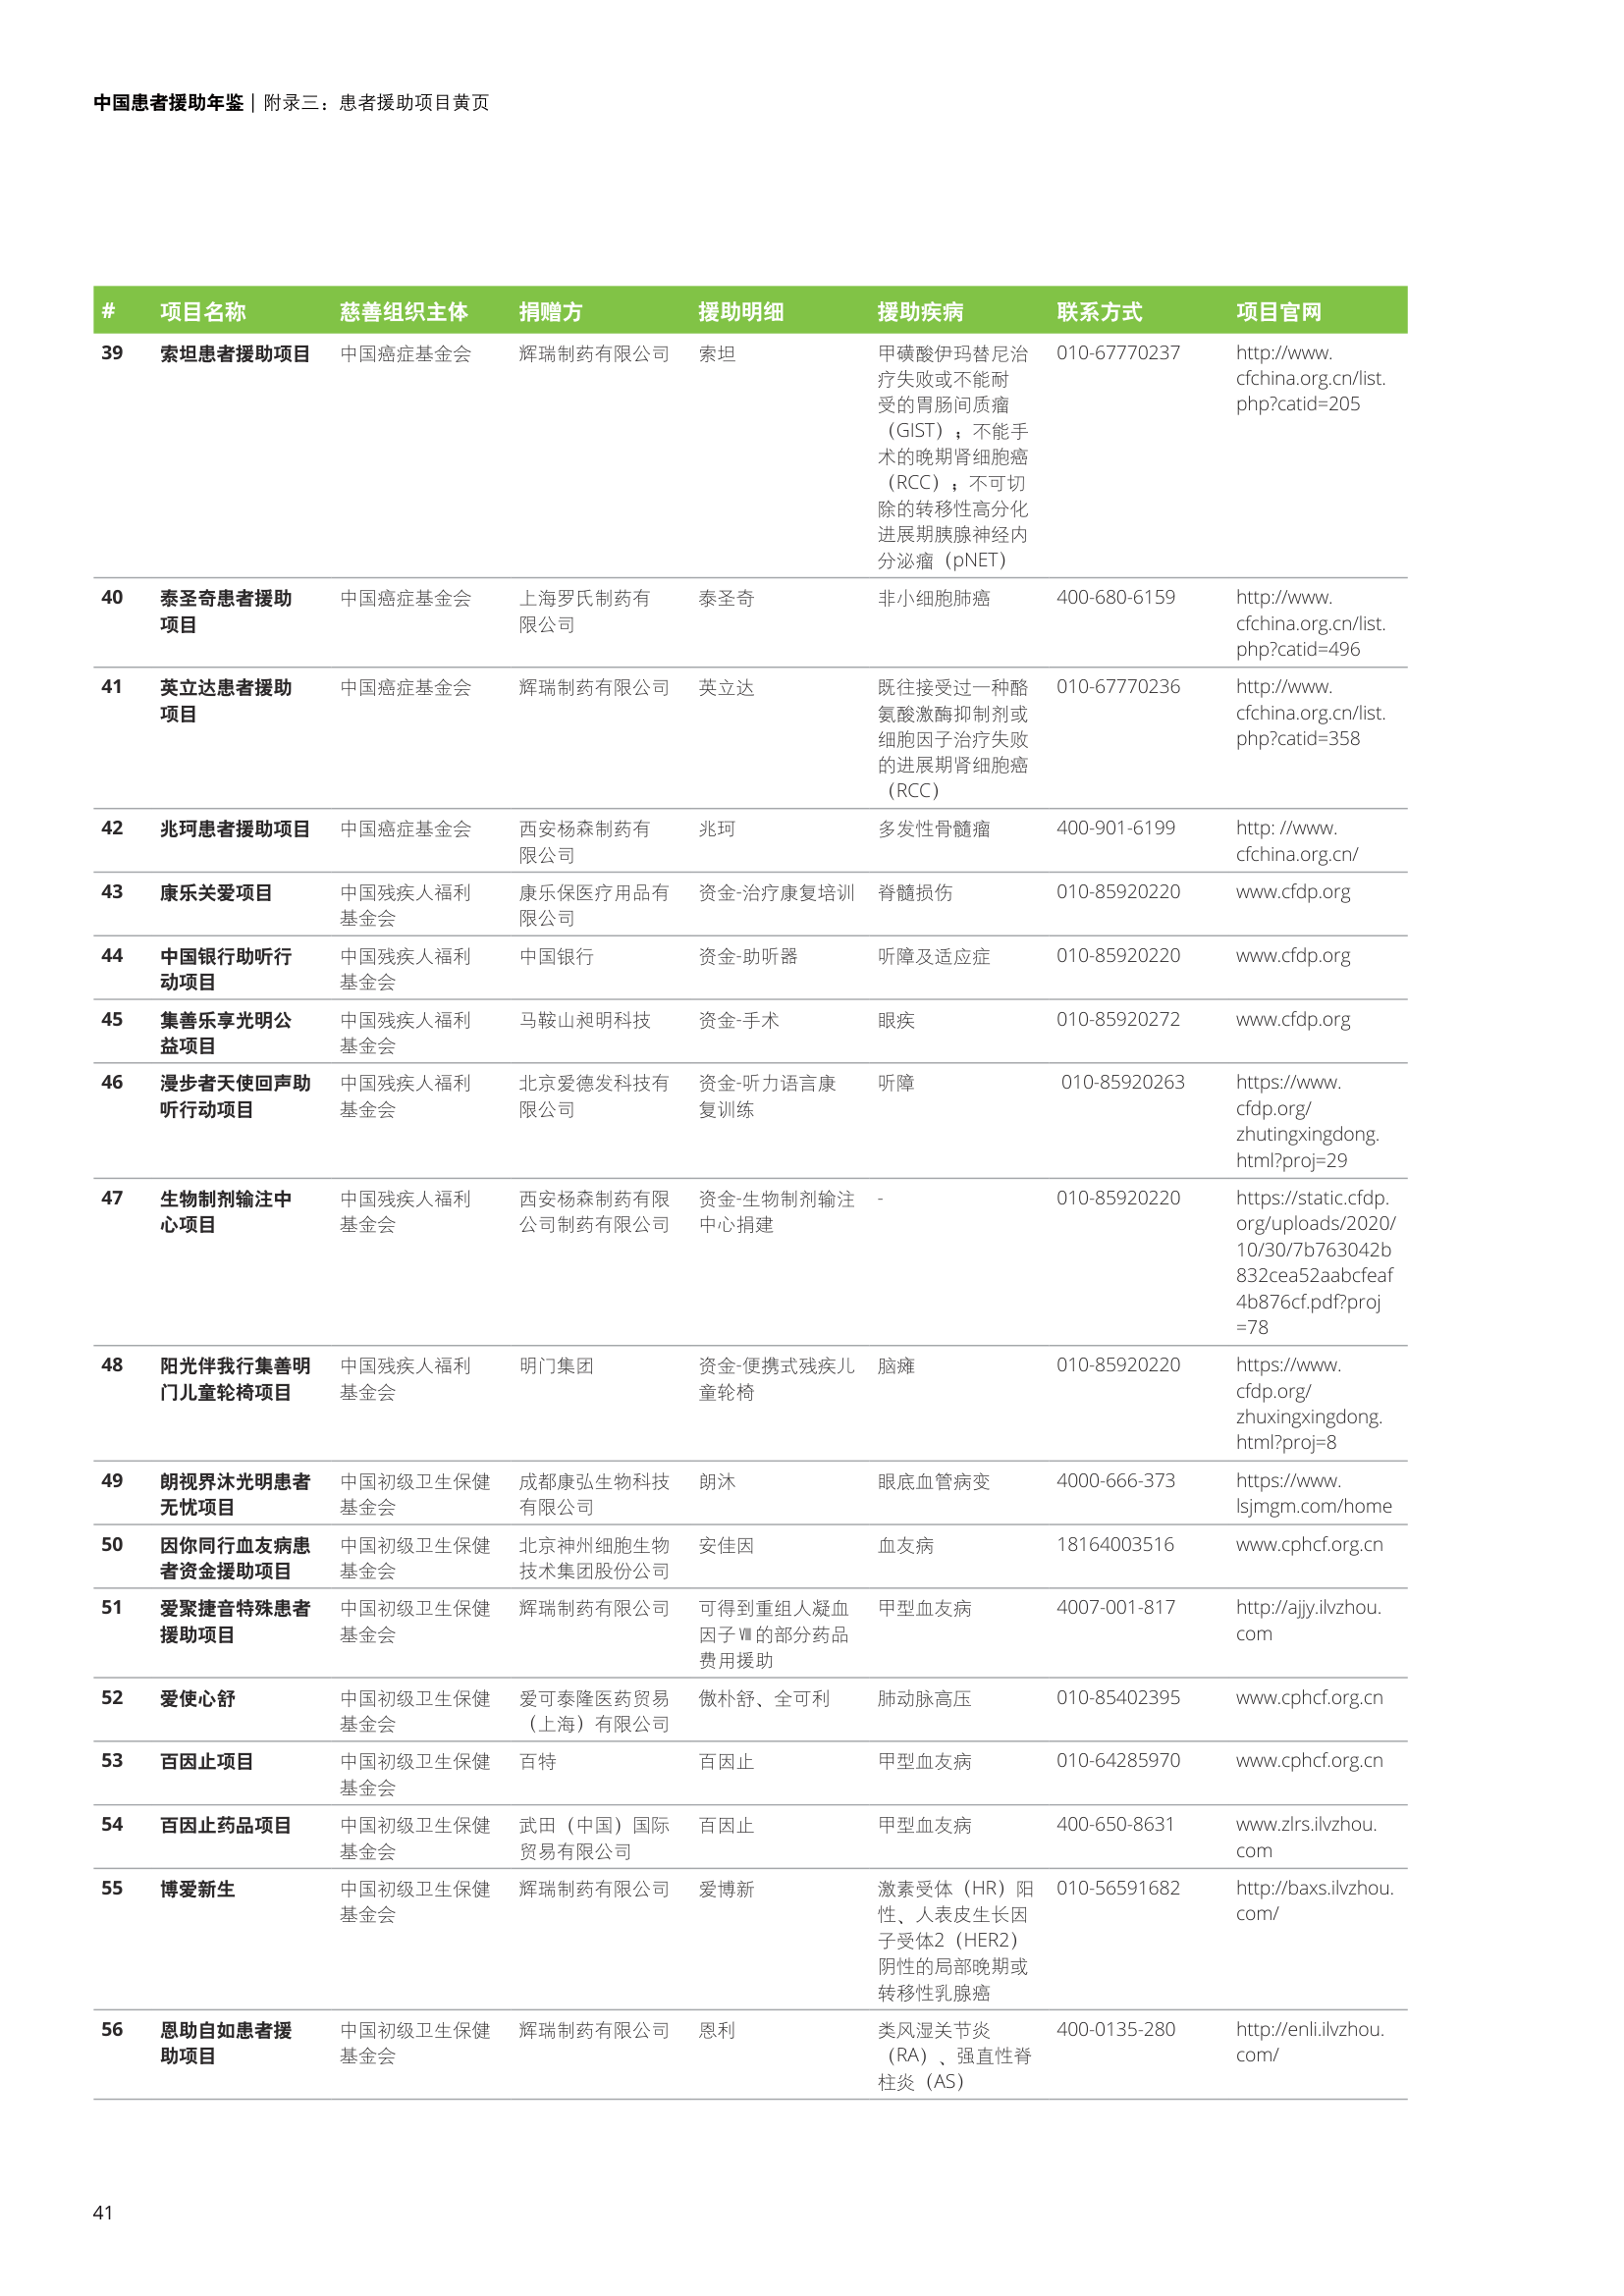 中国患者援助年鉴 | 附录三：患者援助项目黄页
# 项目名称 慈善组织主体 捐赠方 援助明细 援助疾病 联系方式 项目官网
39 索坦患者援助项目 中国癌症基金会 辉瑞制药有限公司 索坦 甲磺酸伊玛替尼治 010-67770237 http://www.
疗失败或不能耐 cfchina.org.cn/list.
受的胃肠间质瘤 php?catid=205
（GIST）；不能手
术的晚期肾细胞癌
（RCC）；不可切
除的转移性高分化
进展期胰腺神经内
分泌瘤（pNET）
40 泰圣奇患者援助 中国癌症基金会 上海罗氏制药有 泰圣奇 非小细胞肺癌 400-680-6159 http://www.
项目 限公司 cfchina.org.cn/list.
php?catid=496
41 英立达患者援助 中国癌症基金会 辉瑞制药有限公司 英立达 既往接受过一种酪 010-67770236 http://www.
项目 氨酸激酶抑制剂或 cfchina.org.cn/list.
细胞因子治疗失败 php?catid=358
的进展期肾细胞癌
（RCC）
42 兆珂患者援助项目 中国癌症基金会 西安杨森制药有 兆珂 多发性骨髓瘤 400-901-6199 http: //www.
限公司 cfchina.org.cn/
43 康乐关爱项目 中国残疾人福利 康乐保医疗用品有 资金-治疗康复培训 脊髓损伤 010-85920220 www.cfdp.org
基金会 限公司
44 中国银行助听行 中国残疾人福利 中国银行 资金-助听器 听障及适应症 010-85920220 www.cfdp.org
动项目 基金会
45 集善乐享光明公 中国残疾人福利 马鞍山昶明科技 资金-手术 眼疾 010-85920272 www.cfdp.org
益项目 基金会
46 漫步者天使回声助 中国残疾人福利 北京爱德发科技有 资金-听力语言康 听障 010-85920263 https://www.
听行动项目 基金会 限公司 复训练 cfdp.org/
zhutingxingdong.
html?proj=29
47 生物制剂输注中 中国残疾人福利 西安杨森制药有限 资金-生物制剂输注 - 010-85920220 https://static.cfdp.
心项目 基金会 公司制药有限公司 中心捐建 org/uploads/2020/
10/30/7b763042b
832cea52aabcfeaf
4b876cf.pdf?proj
=78
48 阳光伴我行集善明 中国残疾人福利 明门集团 资金-便携式残疾儿 脑瘫 010-85920220 https://www.
门儿童轮椅项目 基金会 童轮椅 cfdp.org/
zhuxingxingdong.
html?proj=8
49 朗视界沐光明患者 中国初级卫生保健 成都康弘生物科技 朗沐 眼底血管病变 4000-666-373 https://www.
无忧项目 基金会 有限公司 lsjmgm.com/home
50 因你同行血友病患 中国初级卫生保健 北京神州细胞生物 安佳因 血友病 18164003516 www.cphcf.org.cn
者资金援助项目 基金会 技术集团股份公司
51 爱聚捷音特殊患者 中国初级卫生保健 辉瑞制药有限公司 可得到重组人凝血 甲型血友病 4007-001-817 http://ajjy.ilvzhou.
援助项目 基金会 因子Ⅷ的部分药品 com
费用援助
52 爱使心舒 中国初级卫生保健 爱可泰隆医药贸易 傲朴舒、全可利 肺动脉高压 010-85402395 www.cphcf.org.cn
基金会 （上海）有限公司
53 百因止项目 中国初级卫生保健 百特 百因止 甲型血友病 010-64285970 www.cphcf.org.cn
基金会
54 百因止药品项目 中国初级卫生保健 武田（中国）国际 百因止 甲型血友病 400-650-8631 www.zlrs.ilvzhou.
基金会 贸易有限公司 com
55 博爱新生 中国初级卫生保健 辉瑞制药有限公司 爱博新 激素受体（HR）阳 010-56591682 http://baxs.ilvzhou.
基金会 性、人表皮生长因 com/
子受体2（HER2）
阴性的局部晚期或
转移性乳腺癌
56 恩助自如患者援 中国初级卫生保健 辉瑞制药有限公司 恩利 类风湿关节炎 400-0135-280 http://enli.ilvzhou.
助项目 基金会 （RA）、强直性脊 com/
柱炎（AS）
41